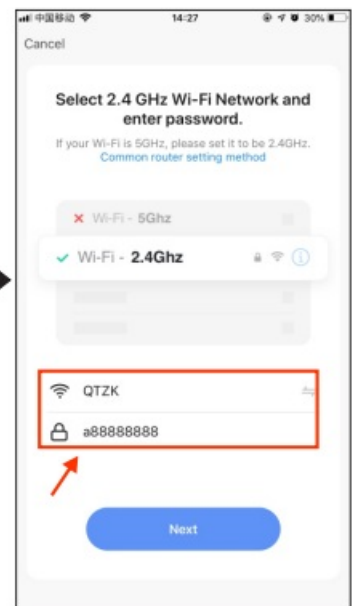 中国移动 14:27 30%
Cancel
Select 2.4 GHz Wi-Fi Network and
enter password.
If your Wi-Fi is 5GHz, please set it to be 2.4GHz.
Common router setting method
Wi-Fi - 5Ghz
Wi-Fi - 2.4Ghz
QTZK
a88888888
Next